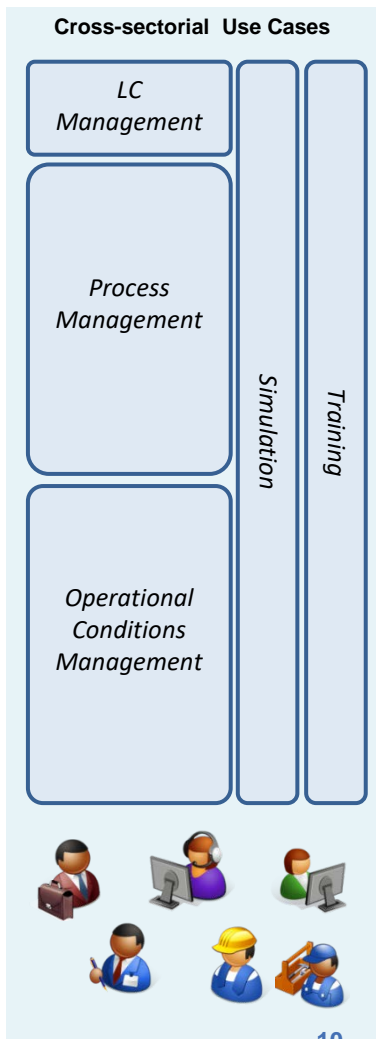 Cross-sectorial Use Cases
LC
Management
Process
Management
Simulation
Training
Operational
Conditions
Management